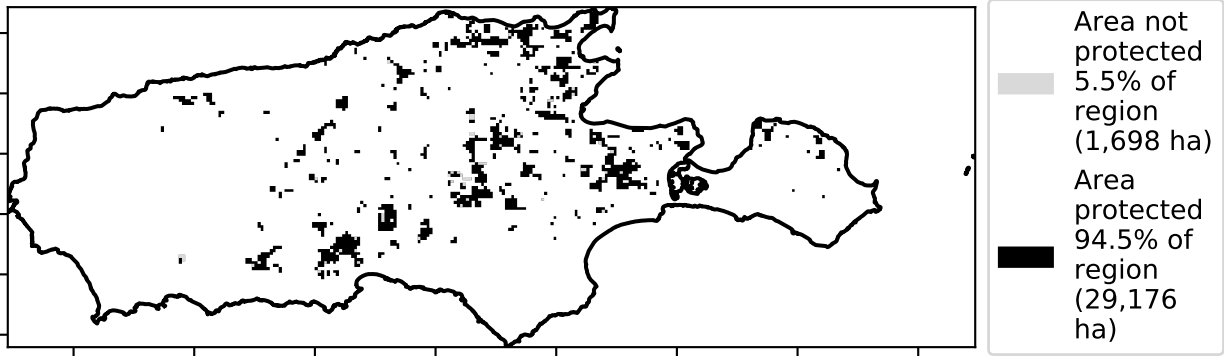 Area not
protected
5.5% of
region
(1,698 ha)
Area
protected
94.5% of
region
(29,176
ha)